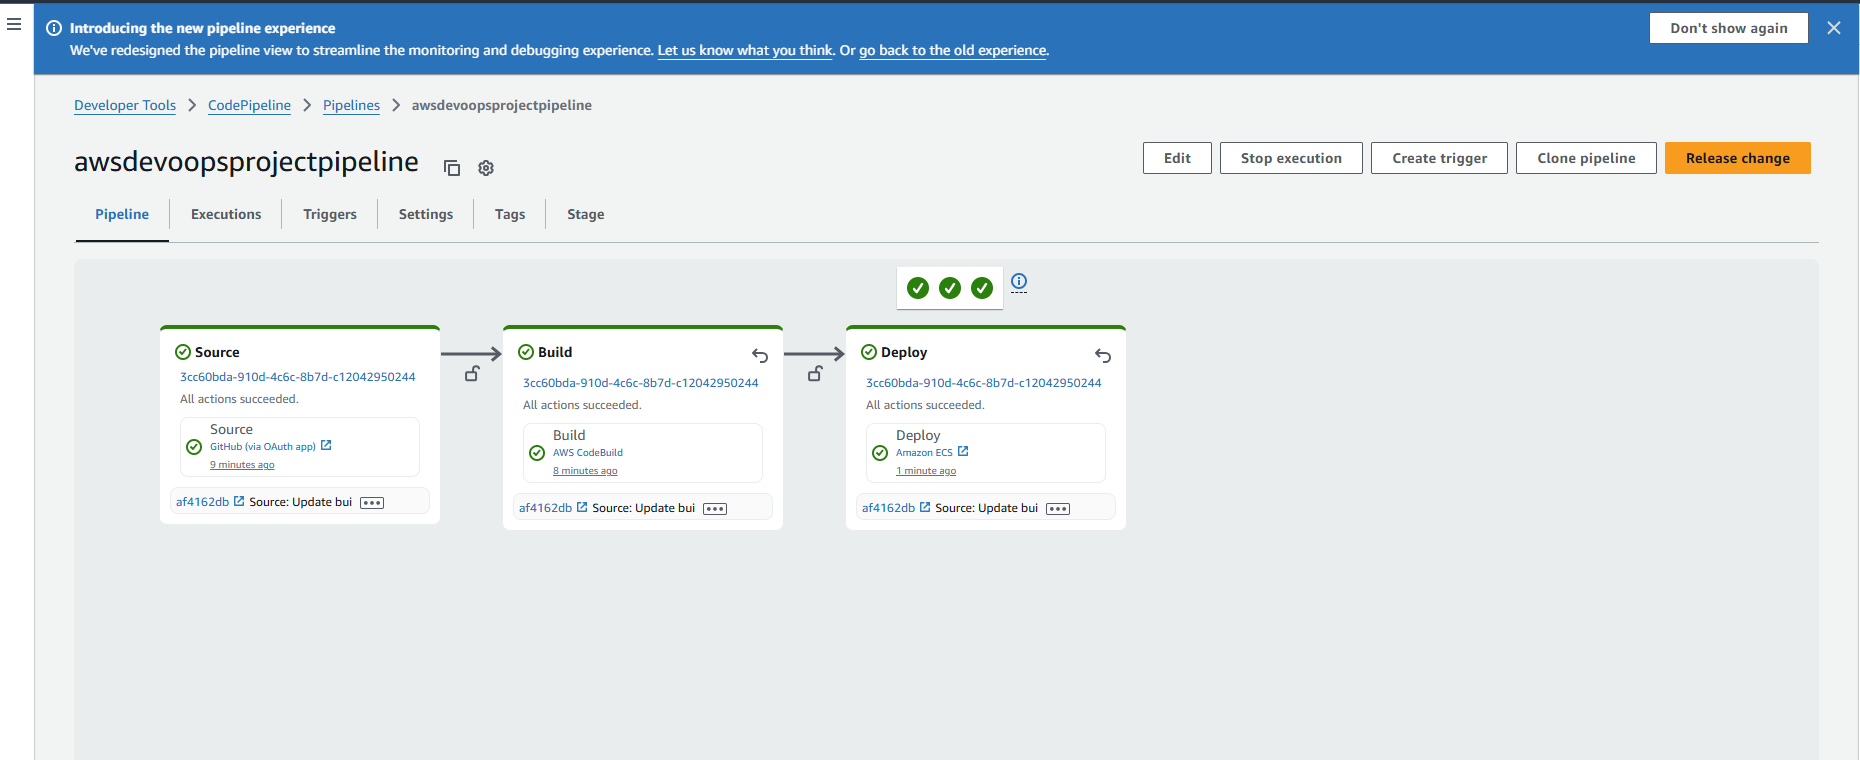 Introducing the new pipeline experience
We've redesigned the pipeline view to streamline the monitoring and debugging experience. Let us know what you think. Or go back to the old experience.
Don't show again
Developer Tools > CodePipeline > Pipelines > awsdevoopsprojectpipeline
awsdevoopsprojectpipeline
Edit
Stop execution
Create trigger
Clone pipeline
Release change
Pipeline
Executions
Triggers
Settings
Tags
Stage
Source
3cc60bda-910d-4c6c-8b7d-c12042950244
All actions succeeded.
Source
GitHub (via OAuth app)
9 minutes ago
af4162db Source: Update bui
Build
3cc60bda-910d-4c6c-8b7d-c12042950244
All actions succeeded.
Build
AWS CodeBuild
8 minutes ago
af4162db Source: Update bui
Deploy
3cc60bda-910d-4c6c-8b7d-c12042950244
All actions succeeded.
Deploy
Amazon ECS
1 minute ago
af4162db Source: Update bui